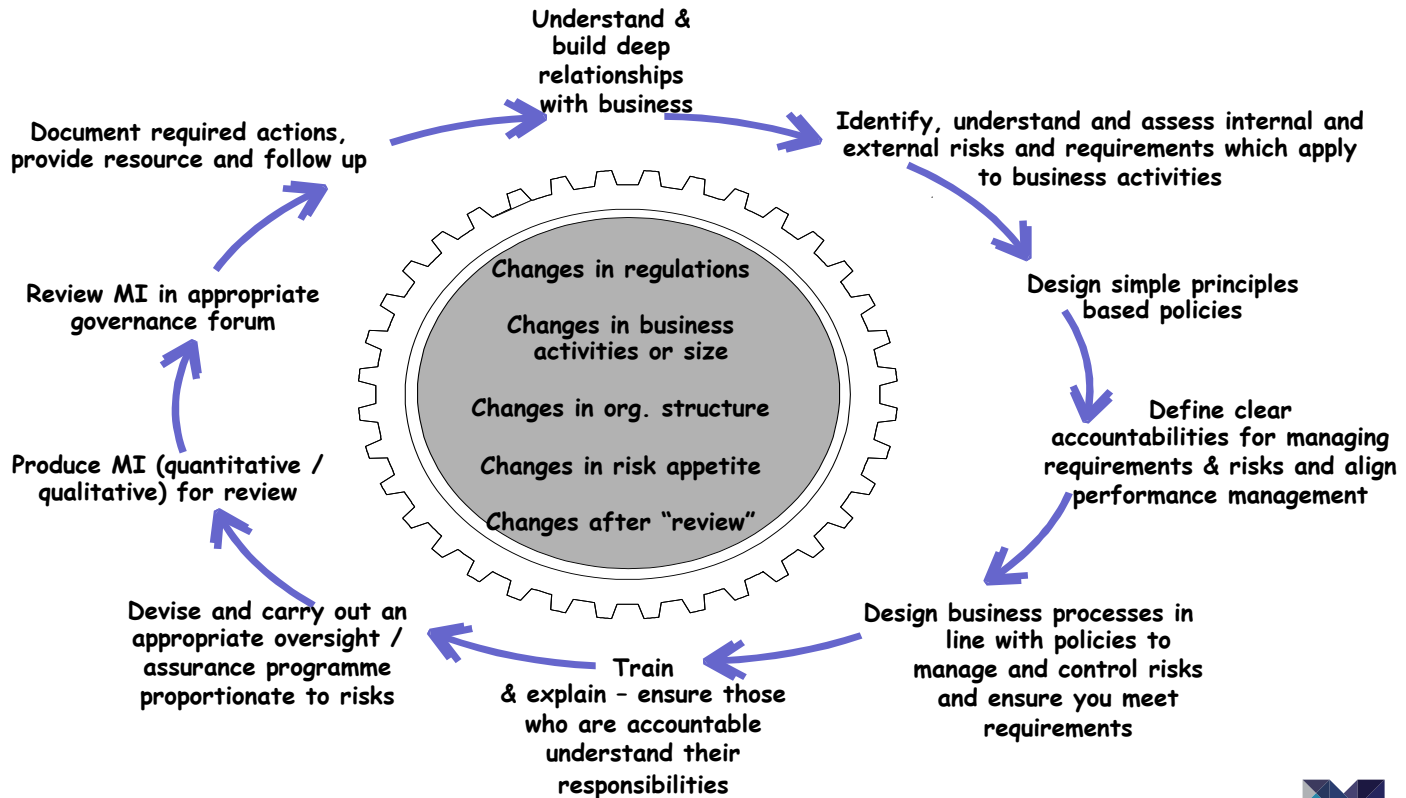 Understand &
build deep
relationships
with business
Identify, understand and assess internal and
external risks and requirements which apply
to business activities
Design simple principles
based policies
Define clear
accountabilities for managing
requirements & risks and align
performance management
Design business processes in
line with policies to
manage and control risks
and ensure you meet
requirements
Train
& explain – ensure those
who are accountable
understand their
responsibilities
Devise and carry out an
appropriate oversight /
assurance programme
proportionate to risks
Produce MI (quantitative /
qualitative) for review
Review MI in appropriate
governance forum
Document required actions,
provide resource and follow up
Changes in regulations
Changes in business
activities or size
Changes in org. structure
Changes in risk appetite
Changes after “review”